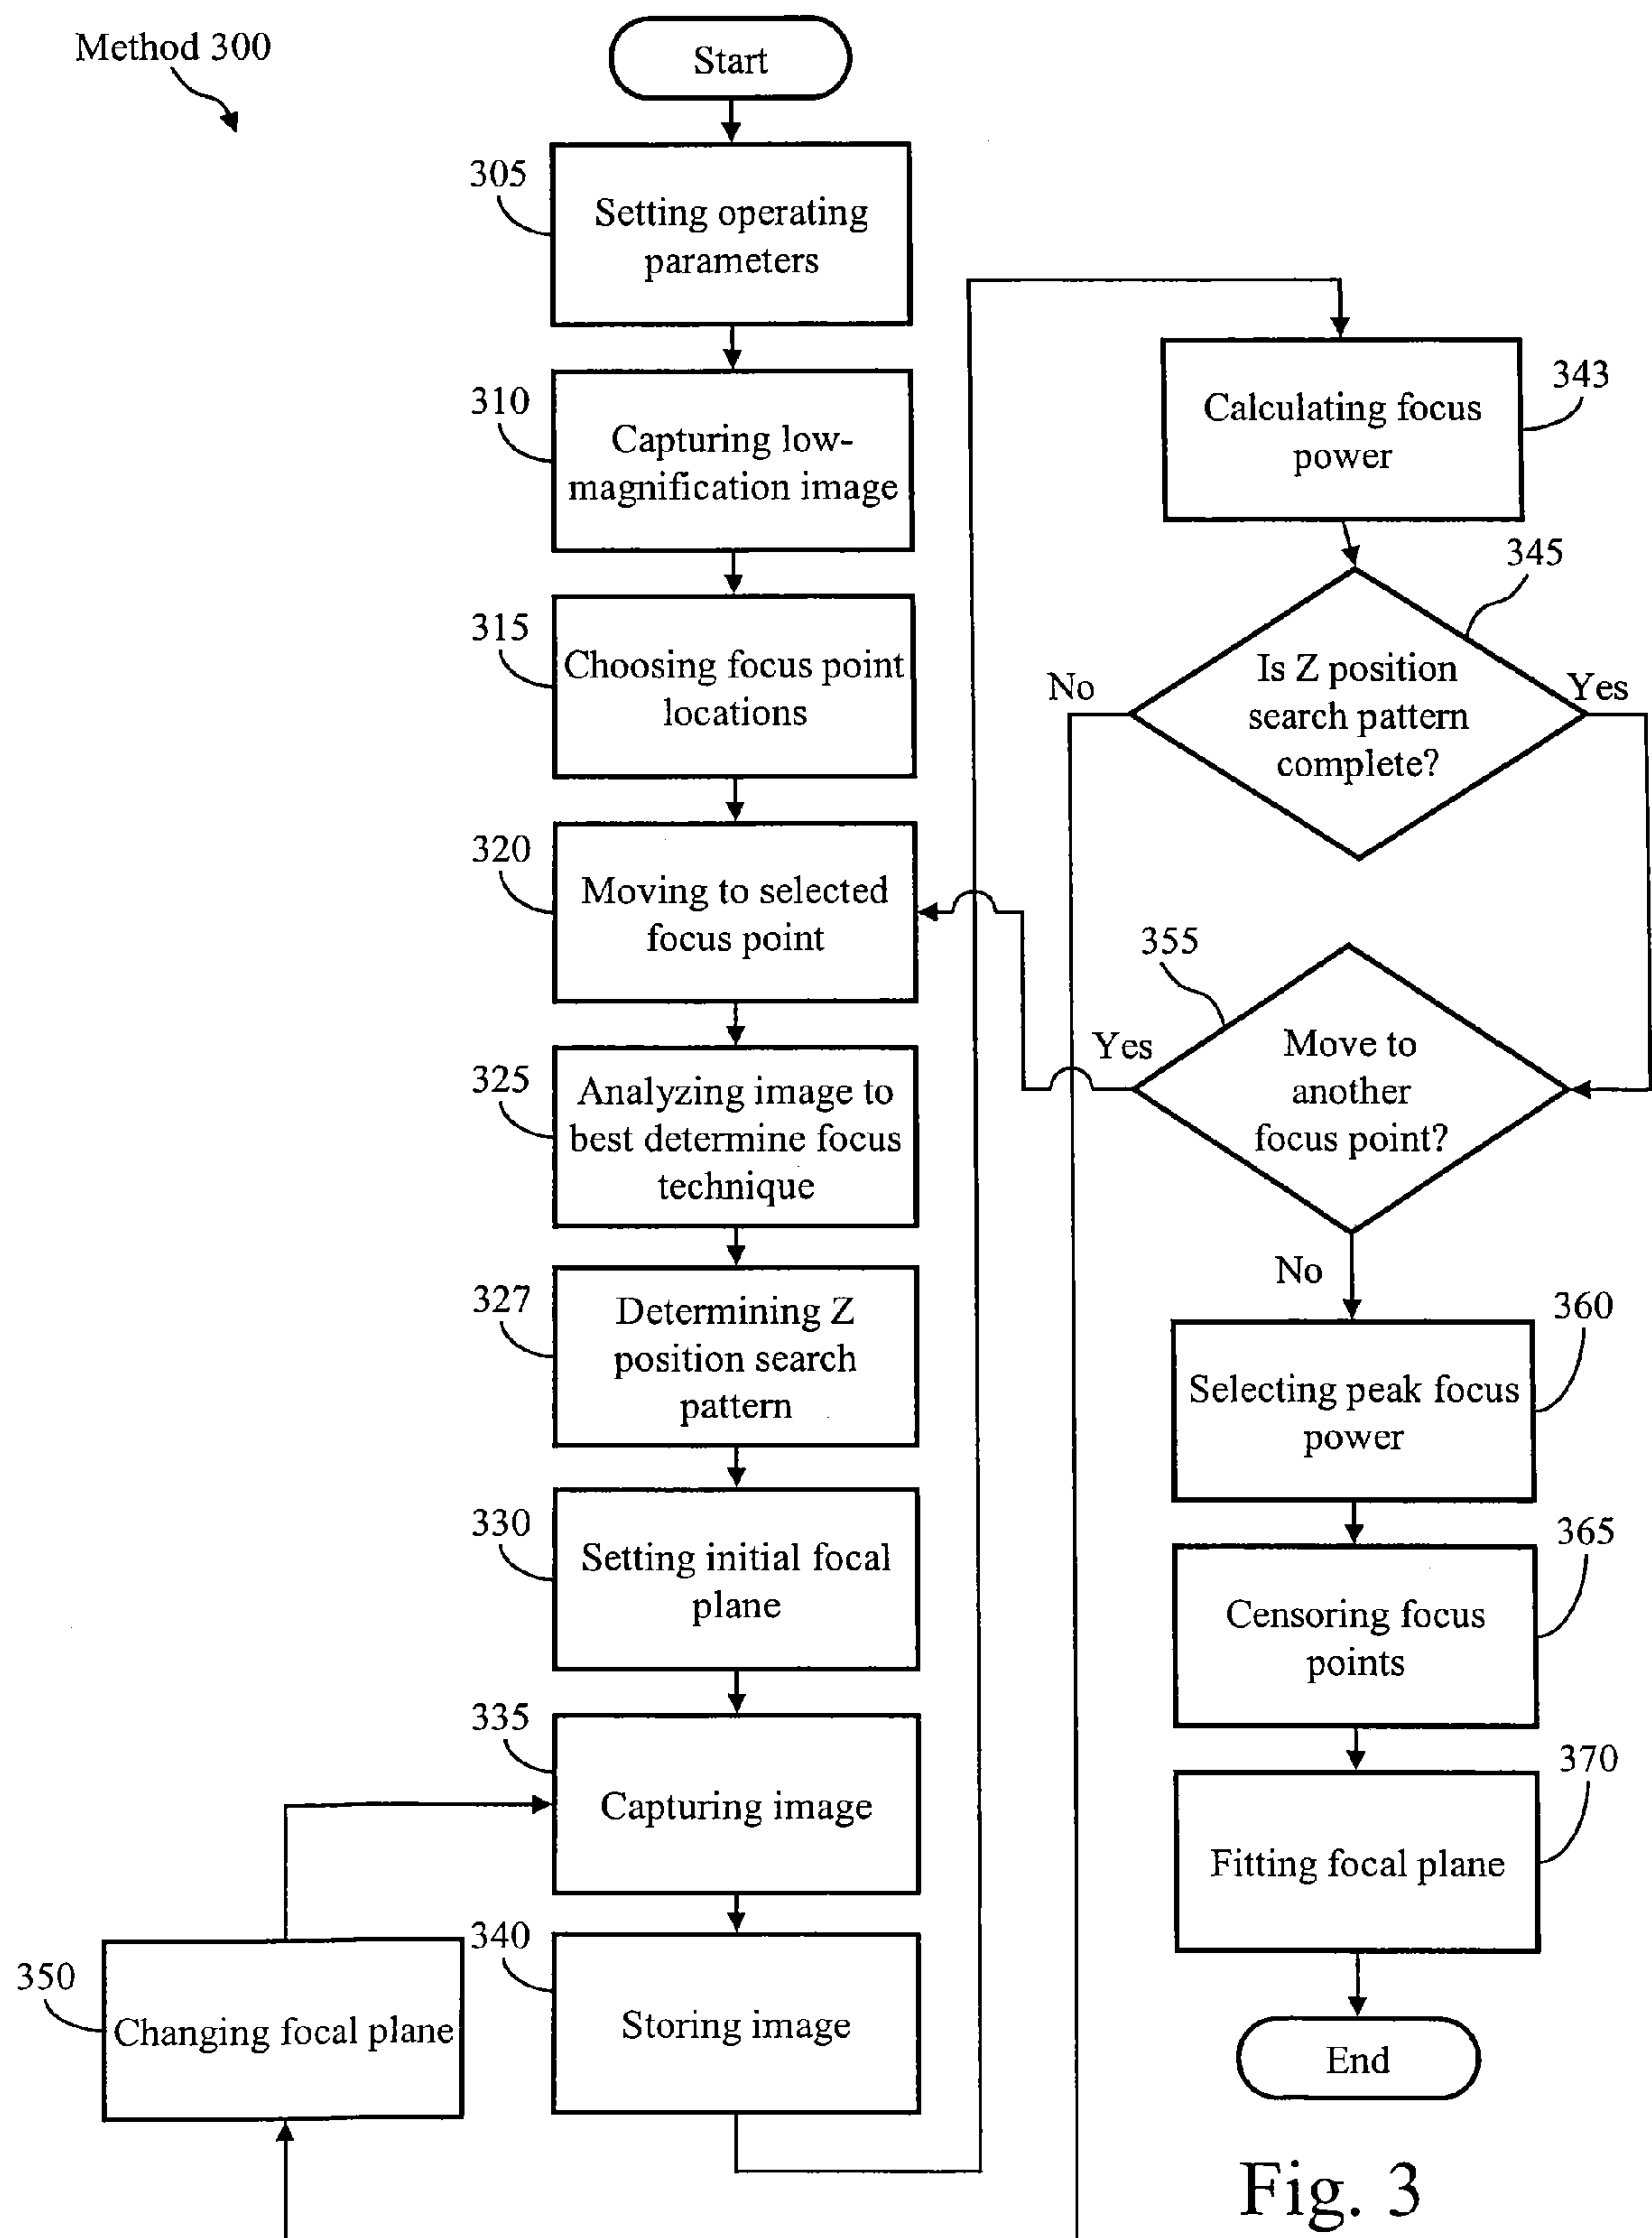 Method 300
Start
305
Setting operating
parameters
310
Capturing low-
magnification image
315
Choosing focus point
locations
320
Moving to selected
focus point
325
Analyzing image to
best determine focus
technique
327
Determining Z
position search
pattern
330
Setting initial focal
plane
335
Capturing image
340
Storing image
350
Changing focal plane
343
Calculating focus
power
345
Is Z position
search pattern
complete?
No
Yes
355
Move to
another
focus point?
Yes
No
360
Selecting peak focus
power
365
Censoring focus
points
370
Fitting focal plane
End
Fig. 3